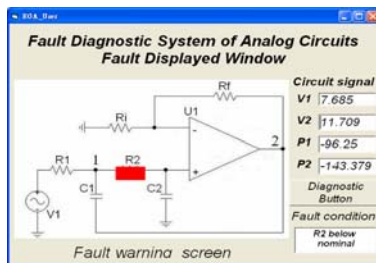 BOA_User
Fault Diagnostic System of Analog Circuits
Fault Displayed Window
Circuit signal
V1 7.685
V2 11.709
P1 -96.25
P2 -143.379
Diagnostic
Button
Fault condition
R2 below
nominal
Rf
Ri
U1
-
+
2
R1
1
R2
C1
C2
V1
Fault warning screen